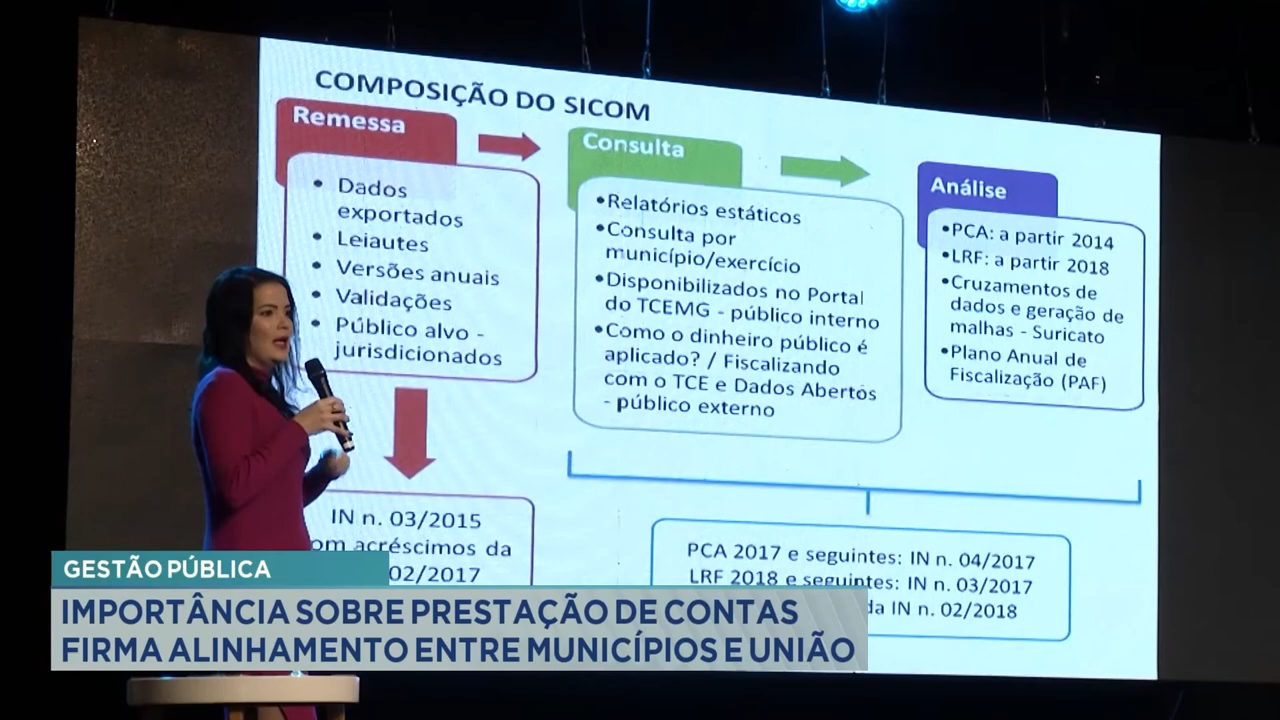 COMPOSIÇÃO DO SICOM
Remessa
• Dados
exportados
• Leiautes
• Versões anuais
• Validações
• Público alvo -
jurisdicionados
Consulta
•Relatórios estáticos
•Consulta por
município/exercício
•Disponibilizados no Portal
do TCEMG - público interno
•Como o dinheiro público é
aplicado? / Fiscalizando
com o TCE e Dados Abertos
- público externo
Análise
•PCA: a partir 2014
•LRF: a partir 2018
•Cruzamentos de
dados e geração de
malhas - Suricato
•Plano Anual de
Fiscalização (PAF)
IN n. 03/2015
acréscimos da
02/2017
PCA 2017 e seguintes: IN n. 04/2017
LRF 2018 e seguintes: IN n. 03/2017
da IN n. 02/2018
GESTÃO PÚBLICA
IMPORTÂNCIA SOBRE PRESTAÇÃO DE CONTAS
FIRMA ALINHAMENTO ENTRE MUNICÍPIOS E UNIÃO